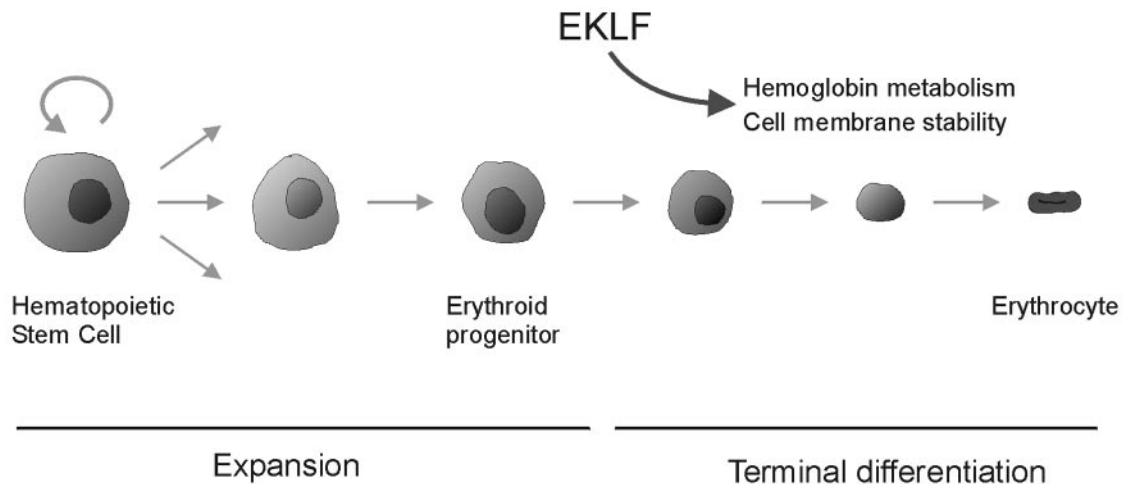 EKLF
Hemoglobin metabolism
Cell membrane stability
Hematopoietic
Stem Cell
Erythroid
progenitor
Erythrocyte
Expansion
Terminal differentiation